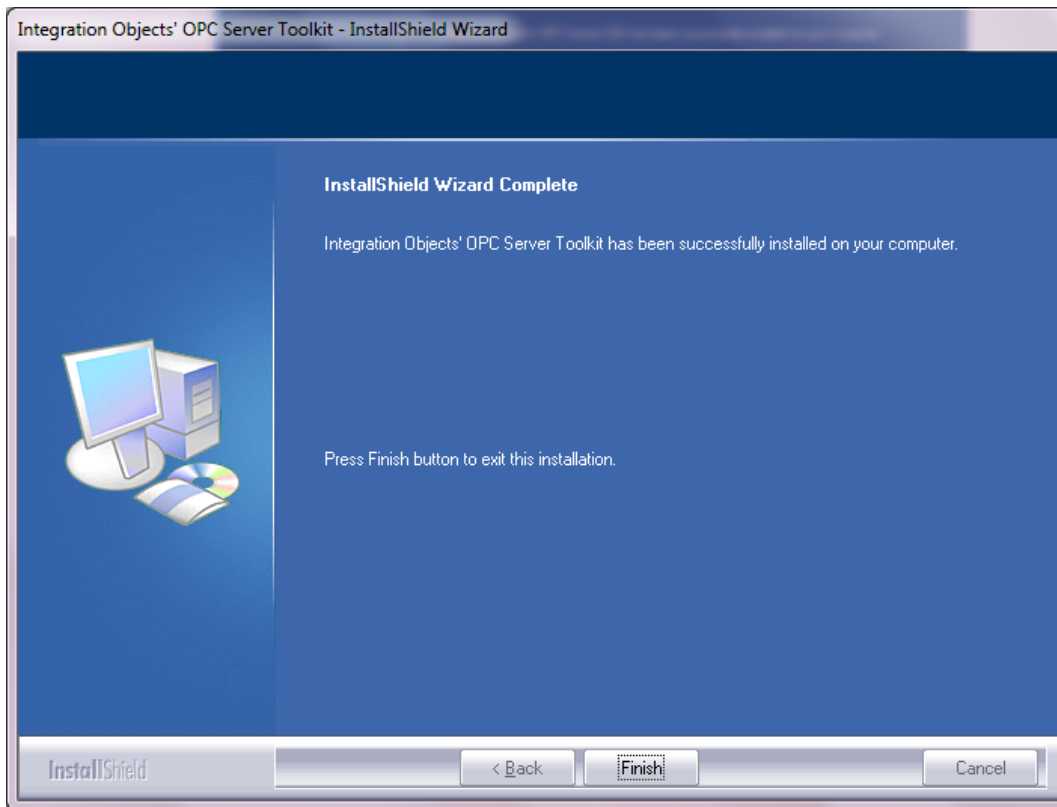 Integration Objects' OPC Server Toolkit - InstallShield Wizard
InstallShield Wizard Complete
Integration Objects' OPC Server Toolkit has been successfully installed on your computer.
Press Finish button to exit this installation.
InstallShield
< Back
Finish
Cancel